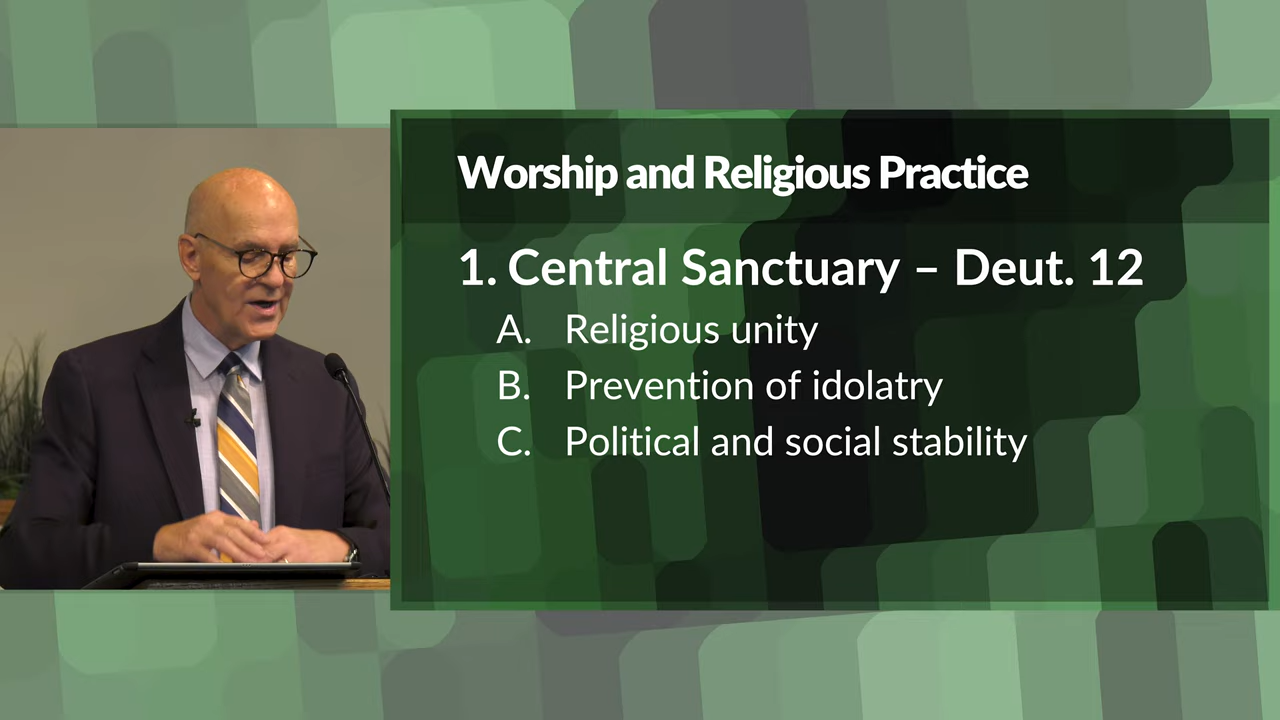 Worship and Religious Practice
1. Central Sanctuary – Deut. 12
A. Religious unity
B. Prevention of idolatry
C. Political and social stability